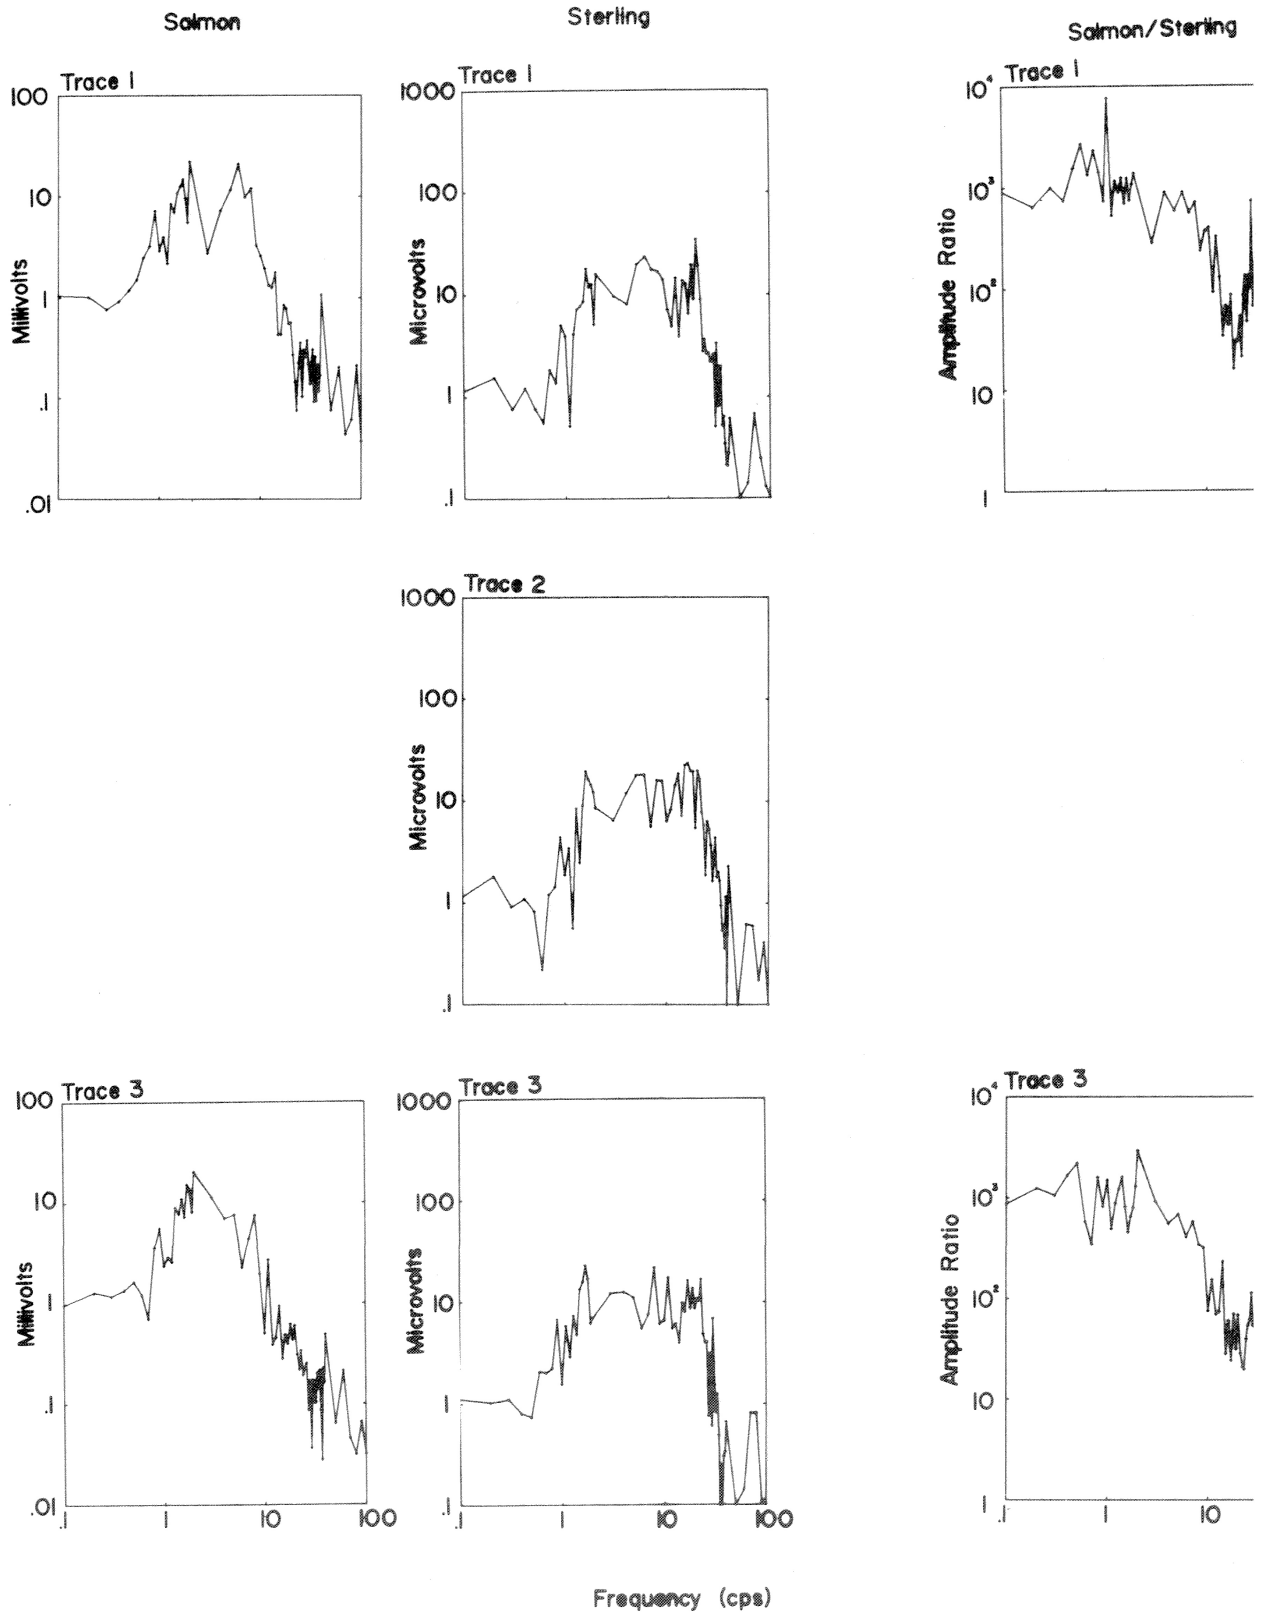 Salmon
Sterling
Salmon/Sterling
Trace 1
100
10
1
.1
.01
Millivolts
Trace 1
1000
100
10
1
.1
Microvolts
Trace 1
10⁴
10³
10²
10
1
Amplitude Ratio
Trace 2
1000
100
10
1
.1
Microvolts
Trace 3
100
10
1
.1
.01
Millivolts
.1 1 10 100
Trace 3
1000
100
10
1
.1
Microvolts
.1 1 10 100
Trace 3
10⁴
10³
10²
10
1
Amplitude Ratio
.1 1 10
Frequency (cps)